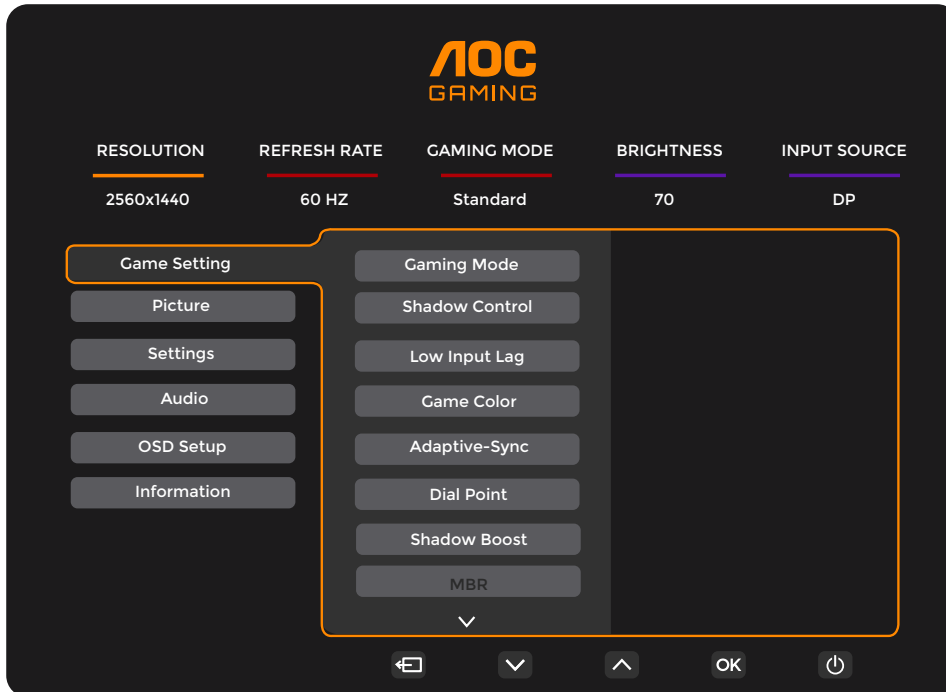 AOC
GAMING
RESOLUTION REFRESH RATE GAMING MODE BRIGHTNESS INPUT SOURCE
2560x1440 60 HZ Standard 70 DP
Game Setting
Picture
Settings
Audio
OSD Setup
Information
Gaming Mode
Shadow Control
Low Input Lag
Game Color
Adaptive-Sync
Dial Point
Shadow Boost
MBR
OK